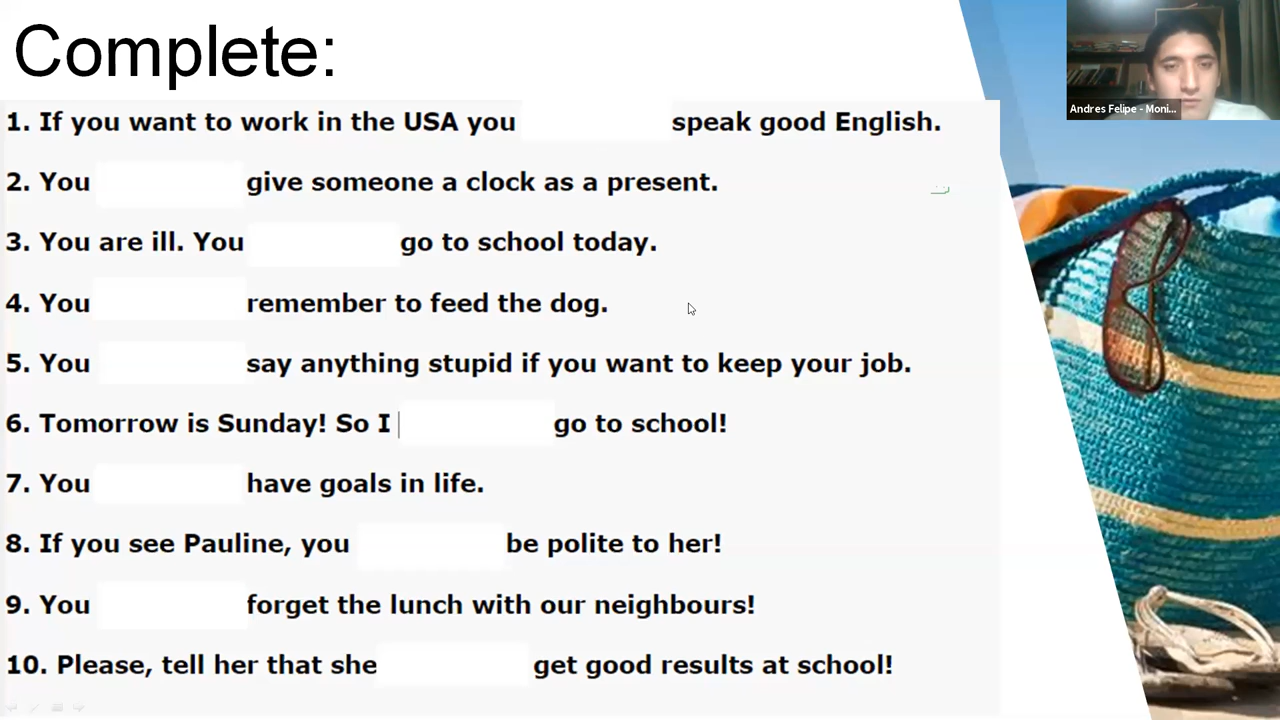 Complete:
Andres Felipe - Moni...
1. If you want to work in the USA you speak good English.
2. You give someone a clock as a present.
3. You are ill. You go to school today.
4. You remember to feed the dog.
5. You say anything stupid if you want to keep your job.
6. Tomorrow is Sunday! So I go to school!
7. You have goals in life.
8. If you see Pauline, you be polite to her!
9. You forget the lunch with our neighbours!
10. Please, tell her that she get good results at school!